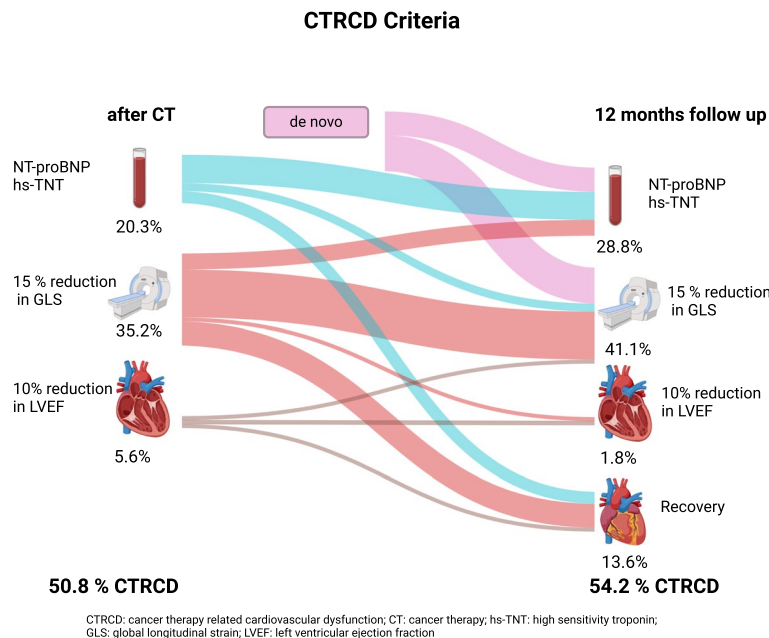 CTRCD Criteria
after CT
de novo
12 months follow up
NT-proBNP
hs-TNT
20.3%
NT-proBNP
hs-TNT
28.8%
15 % reduction
in GLS
35.2%
15 % reduction
in GLS
41.1%
10% reduction
in LVEF
5.6%
10% reduction
in LVEF
1.8%
Recovery
13.6%
50.8 % CTRCD
54.2 % CTRCD
CTRCD: cancer therapy related cardiovascular dysfunction; CT: cancer therapy; hs-TNT: high sensitivity troponin;
GLS: global longitudinal strain; LVEF: left ventricular ejection fraction